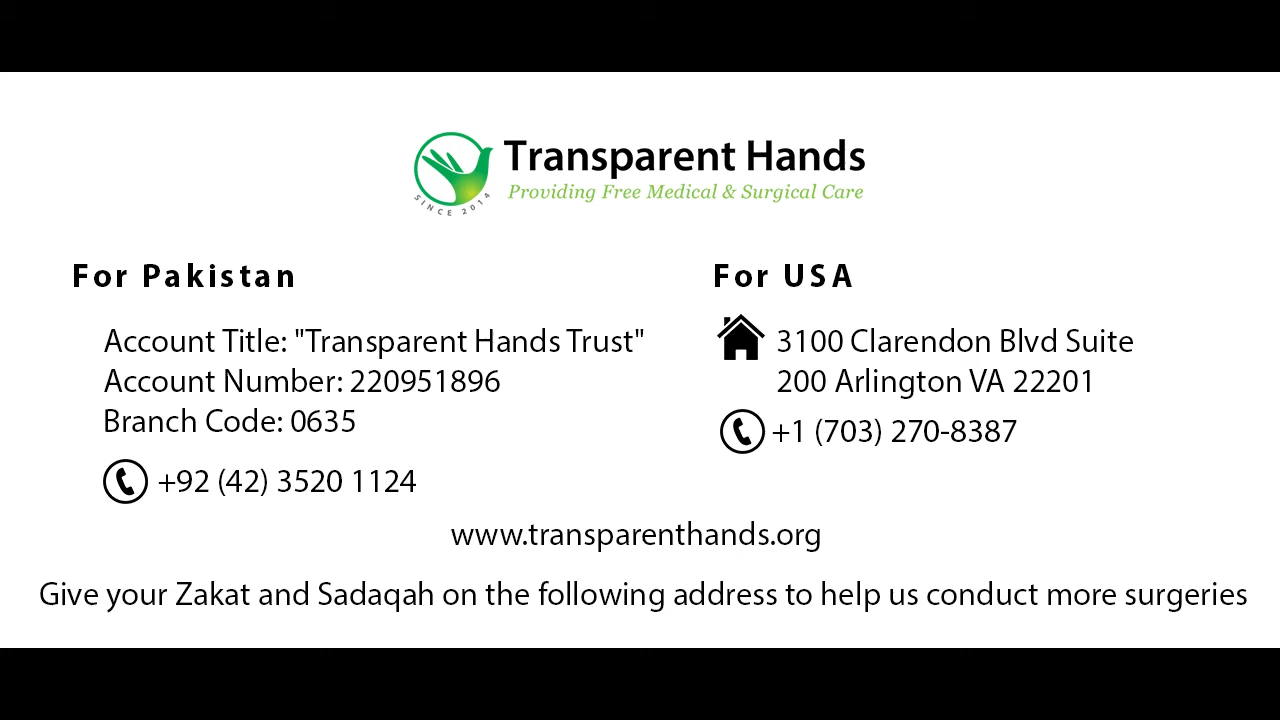 Transparent Hands
Providing Free Medical & Surgical Care
SINCE 2014
For Pakistan
Account Title: "Transparent Hands Trust"
Account Number: 220951896
Branch Code: 0635
+92 (42) 3520 1124
For USA
3100 Clarendon Blvd Suite
200 Arlington VA 22201
+1 (703) 270-8387
www.transparenthands.org
Give your Zakat and Sadaqah on the following address to help us conduct more surgeries